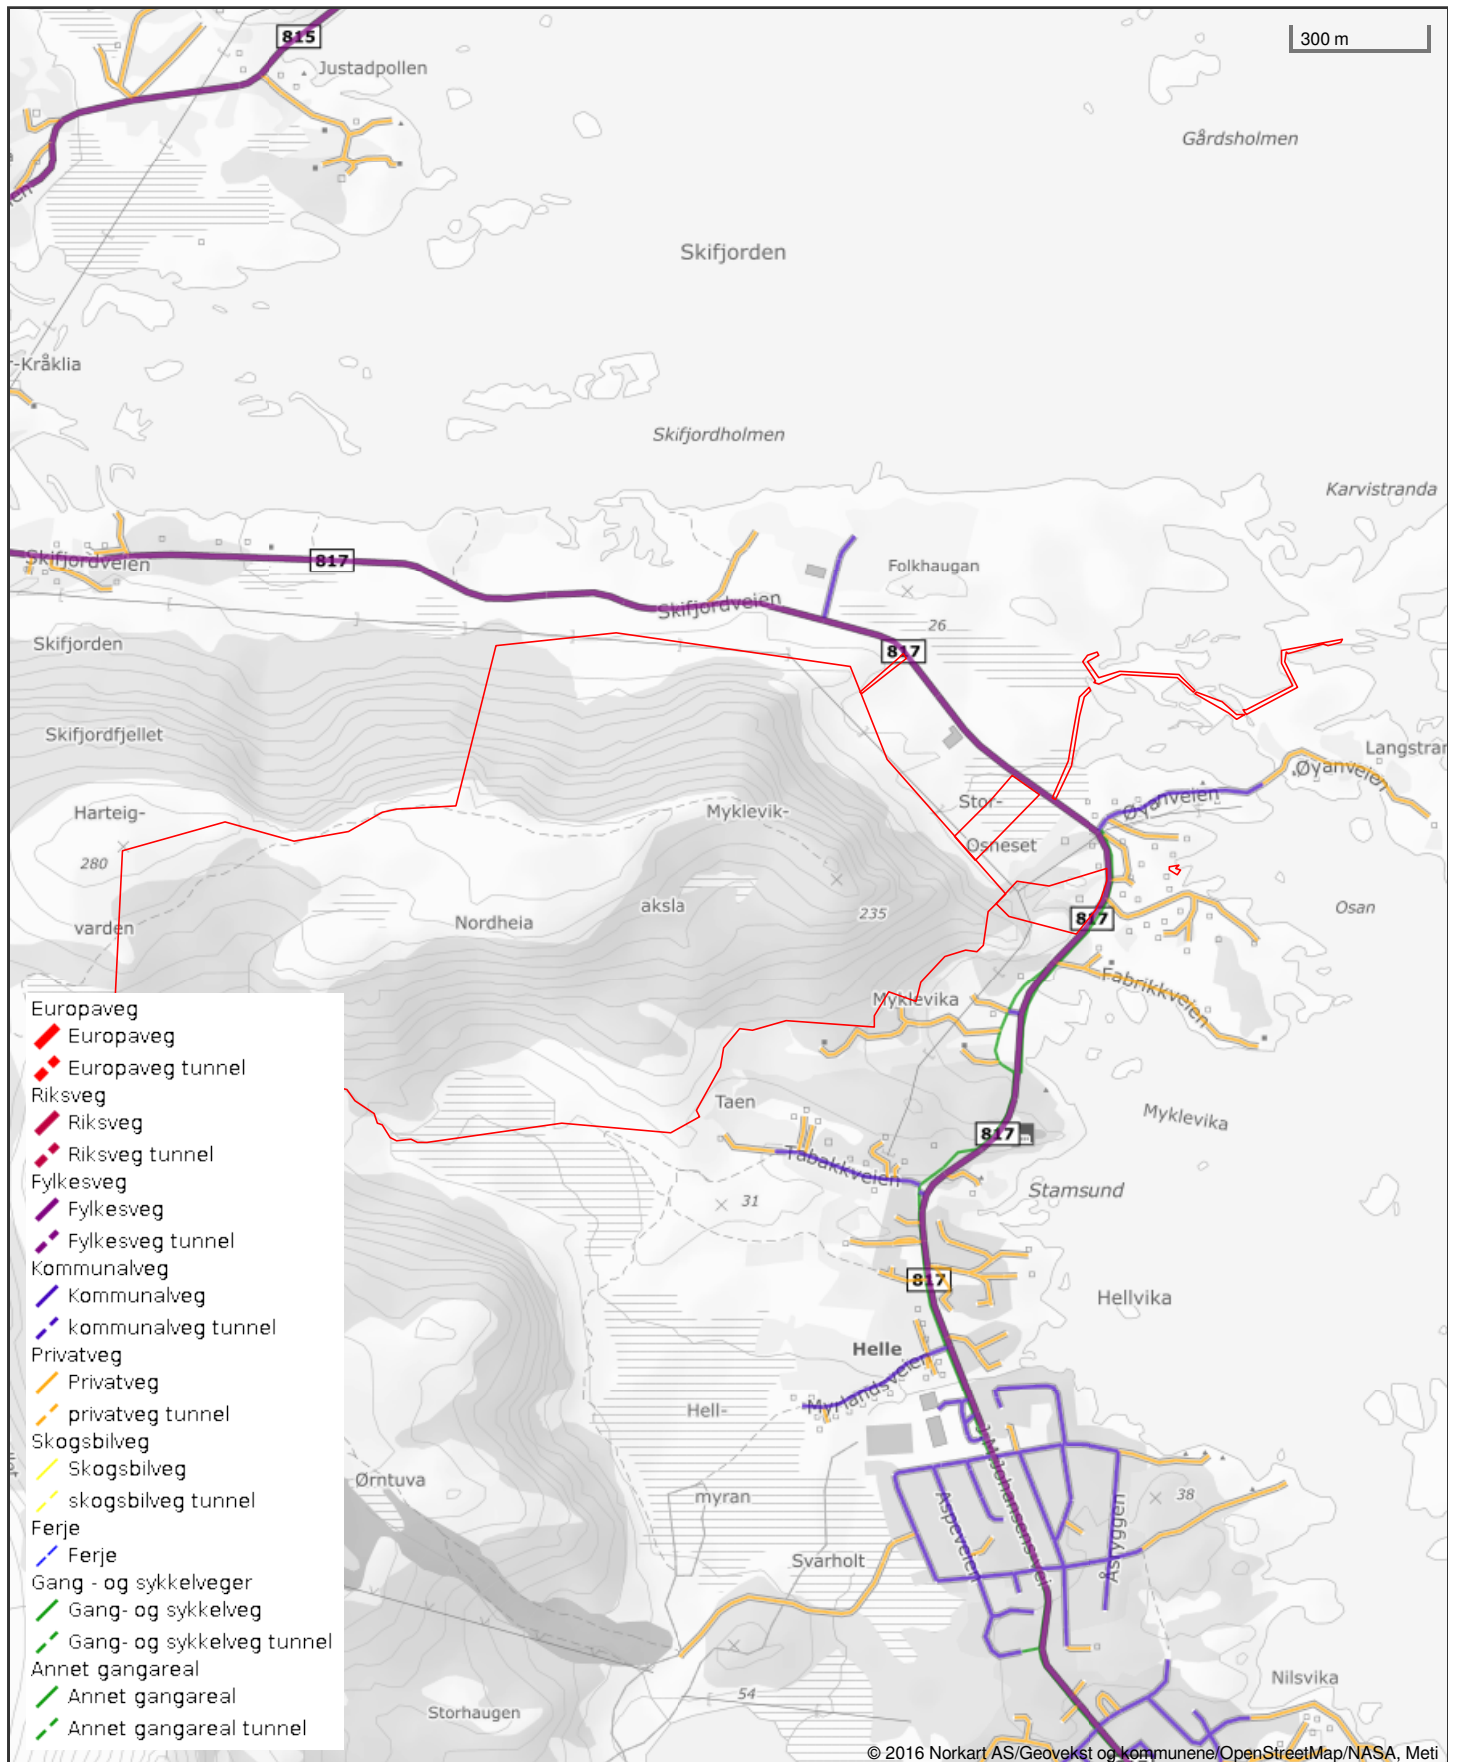 815
300 m
Justadpollen
Gårdsholmen
Skifjorden
-Kråklia
Skifjordholmen
Karvistranda
Skifjordveien
817
Folkhaugan
Skifjordveien
26
817
Skifjorden
Skifjordfjellet
Langstrar
Øyanveien
Harteig-
Myklevik-
Stor-
Øyanveien
Osneset
280
aksla
235
Osan
varden
Nordheia
817
Fabrikkveien
Myklevika
Taen
Myklevika
817
Tabakkveien
31
Stamsund
817
Hellvika
Helle
Myrlandsveien
Hell-
J.M.Johansensvei
Ørntuva
myran
38
Aspeveien
Åsryggen
Svarholt
Nilsvika
54
Storhaugen
Europaveg
Europaveg
Europaveg tunnel
Riksveg
Riksveg
Riksveg tunnel
Fylkesveg
Fylkesveg
Fylkesveg tunnel
Kommunalveg
Kommunalveg
kommunalveg tunnel
Privatveg
Privatveg
privatveg tunnel
Skogsbilveg
Skogsbilveg
skogsbilveg tunnel
Ferje
Ferje
Gang - og sykkelveger
Gang- og sykkelveg
Gang- og sykkelveg tunnel
Annet gangareal
Annet gangareal
Annet gangareal tunnel
© 2016 Norkart AS/Geovekst og kommunene/OpenStreetMap/NASA, Meti